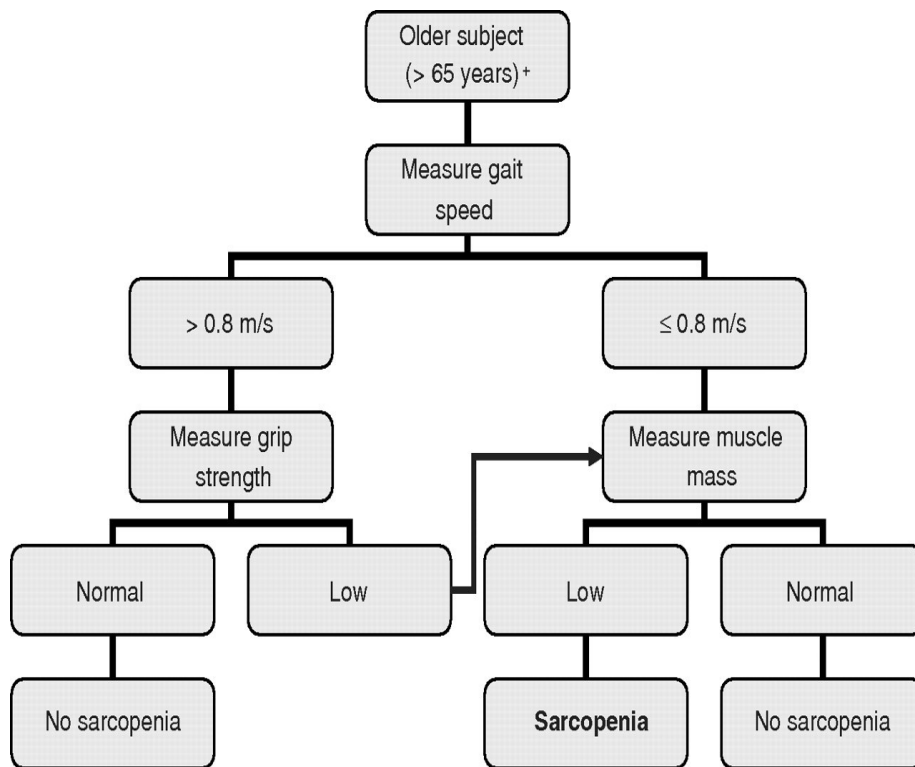 Older subject
(> 65 years)⁺
Measure gait
speed
> 0.8 m/s
≤ 0.8 m/s
Measure grip
strength
Measure muscle
mass
Normal
Low
Low
Normal
No sarcopenia
Sarcopenia
No sarcopenia